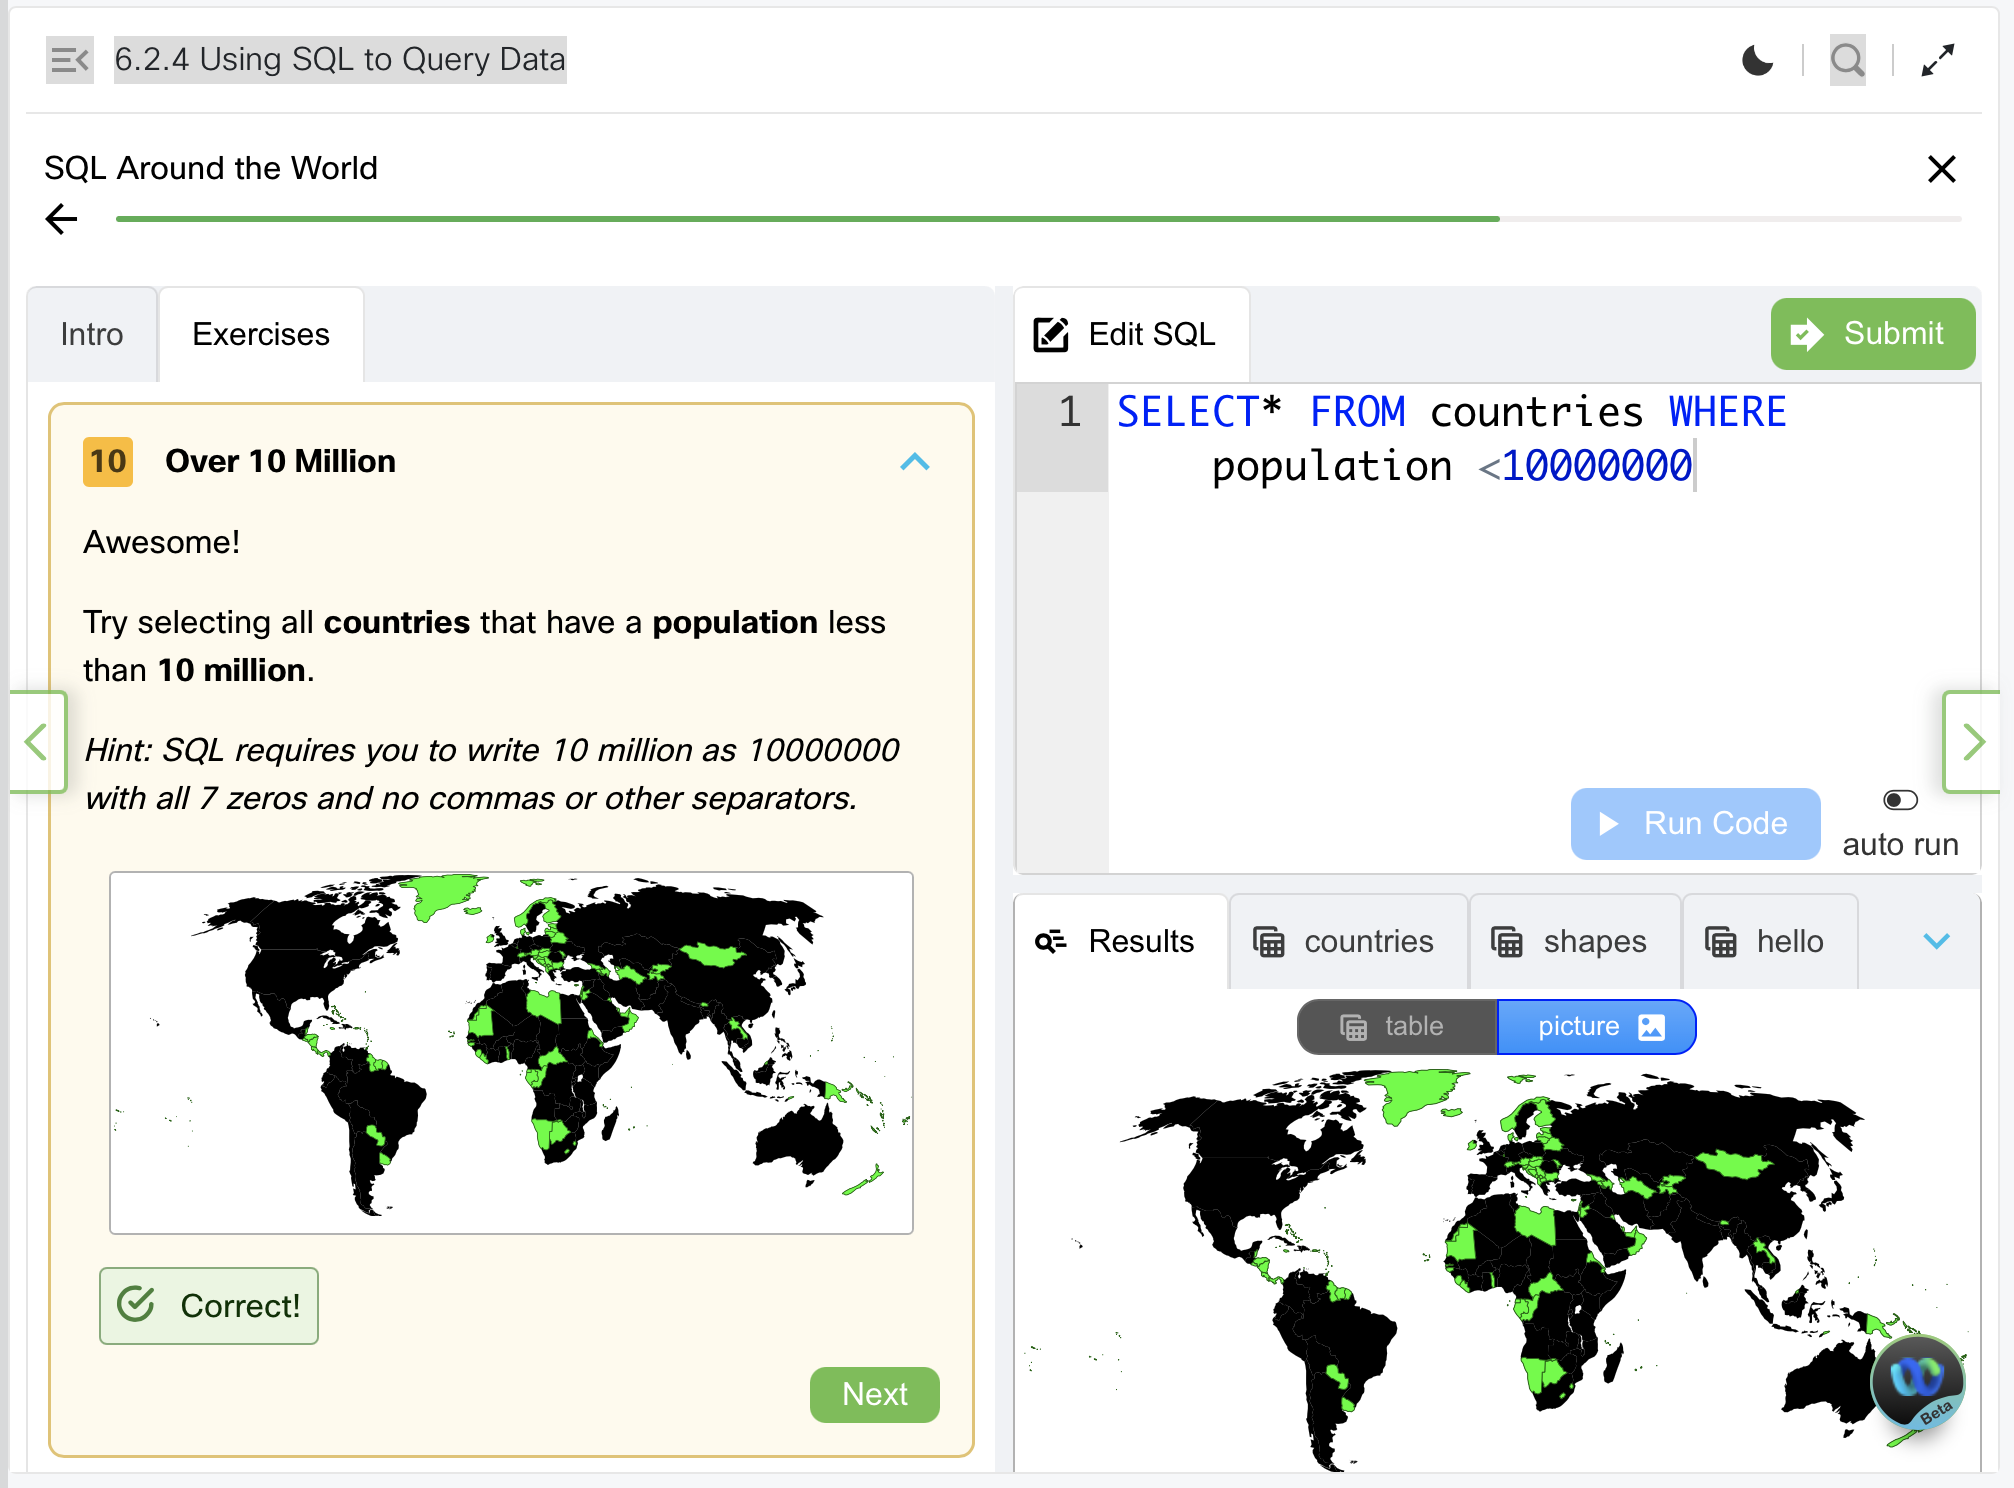 6.2.4 Using SQL to Query Data
SQL Around the World
Intro
Exercises
10 Over 10 Million
Awesome!
Try selecting all countries that have a population less
than 10 million.
Hint: SQL requires you to write 10 million as 10000000
with all 7 zeros and no commas or other separators.
Correct!
Next
Edit SQL
Submit
1 SELECT* FROM countries WHERE
population <10000000
Run Code
auto run
Results
countries
shapes
hello
table
picture
Beta